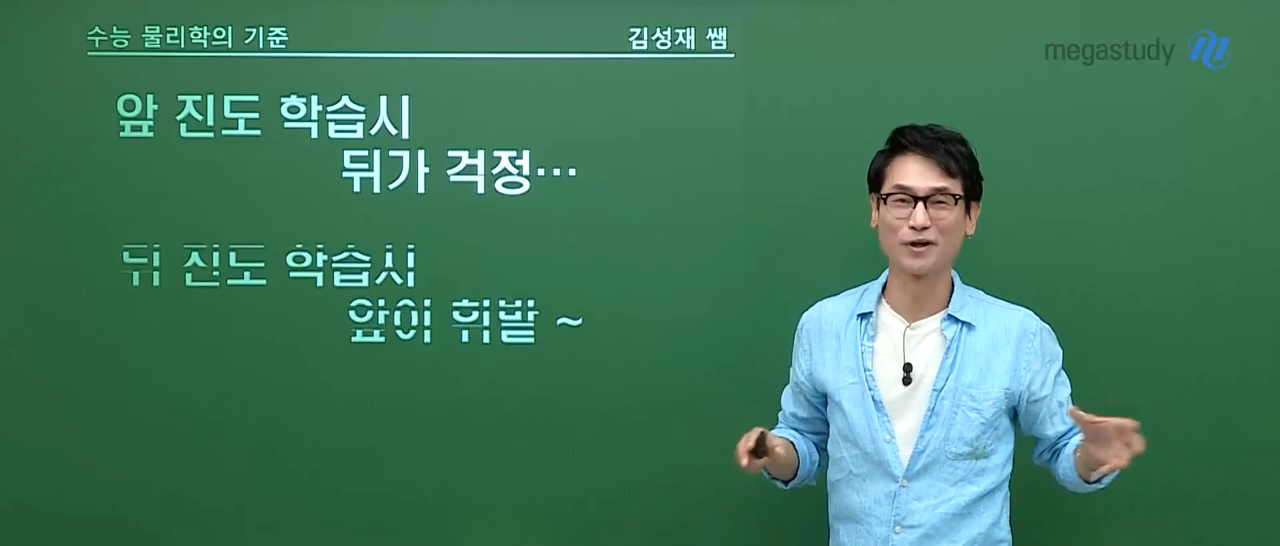 수능 물리학의 기준
김성재 쌤
megastudy
앞 진도 학습시
뒤가 걱정…
뒤 진도 학습시
앞이 휘발 ~